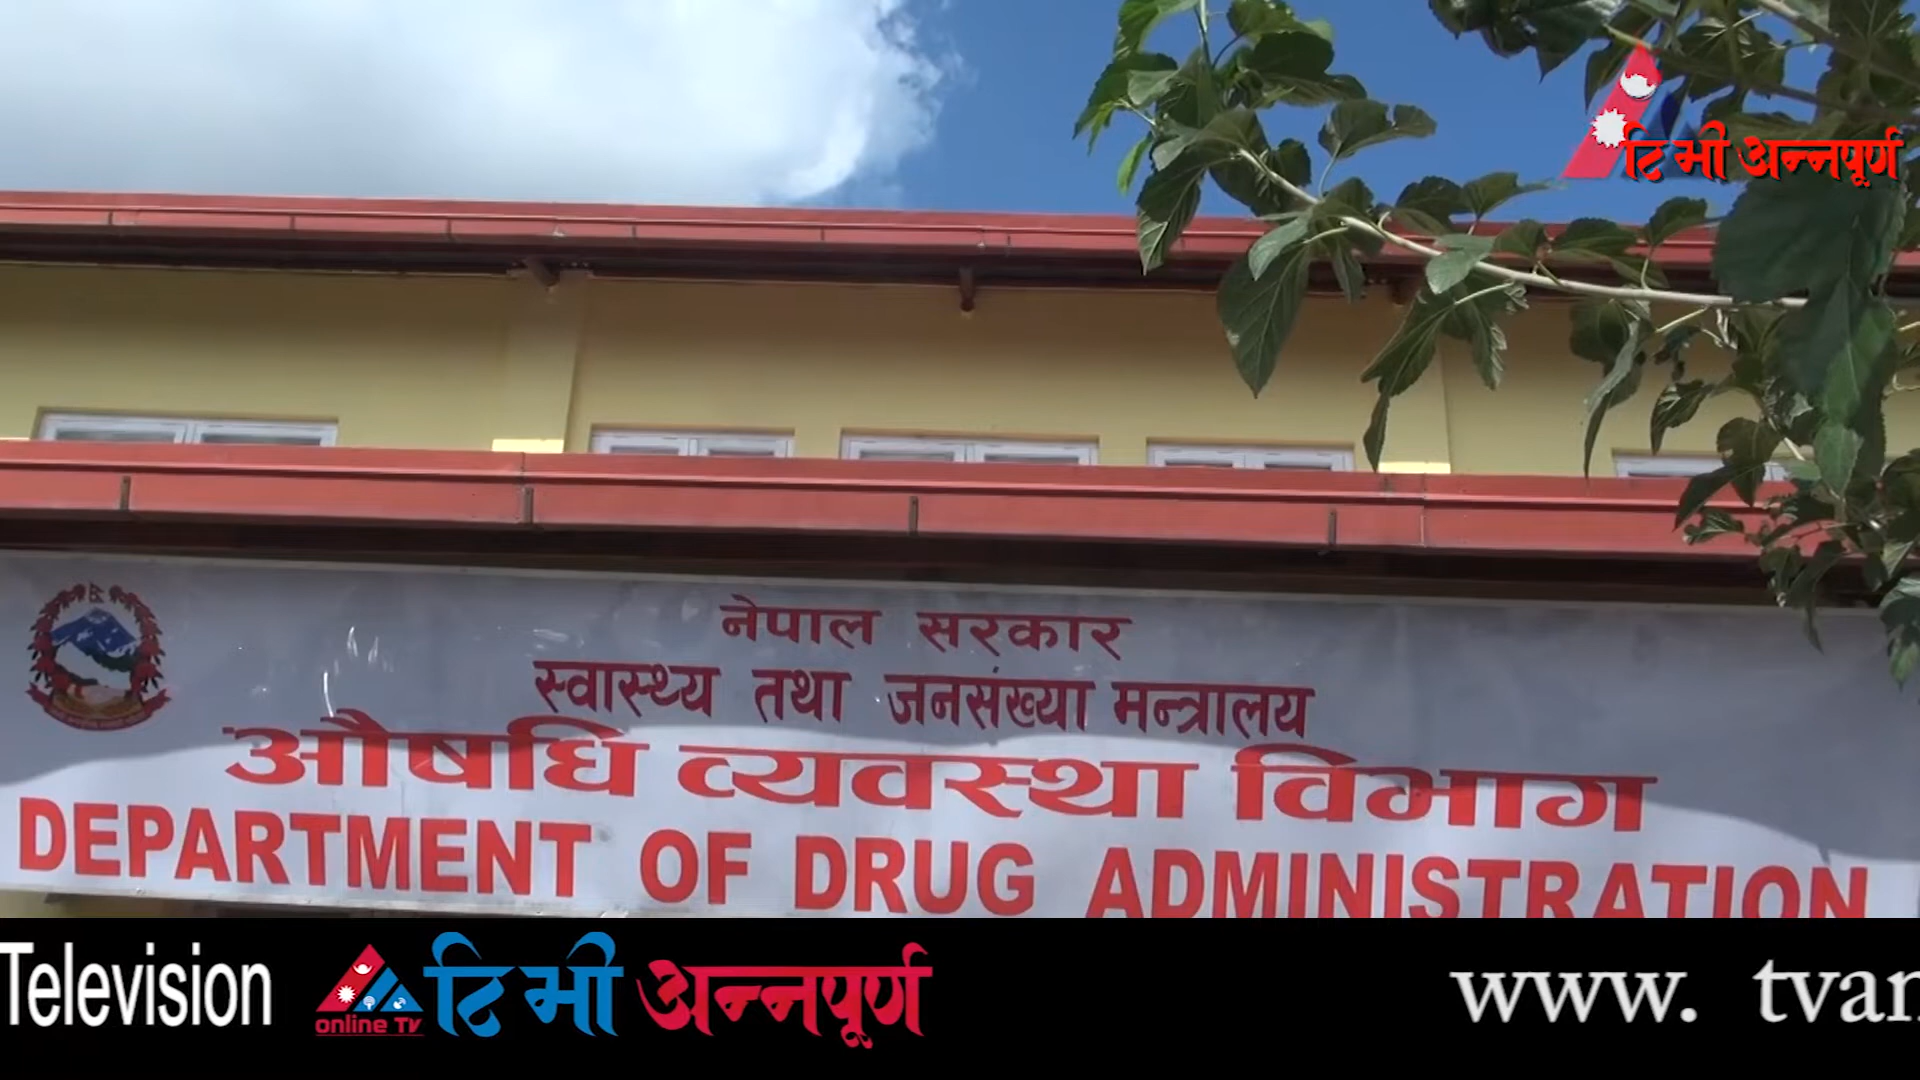 टिभी अन्नपूर्ण
नेपाल सरकार
स्वास्थ्य तथा जनसंख्या मन्त्रालय
औषधि व्यवस्था विभाग
DEPARTMENT OF DRUG ADMINISTRATION
Television online TV टिभी अन्नपूर्ण www. tvan